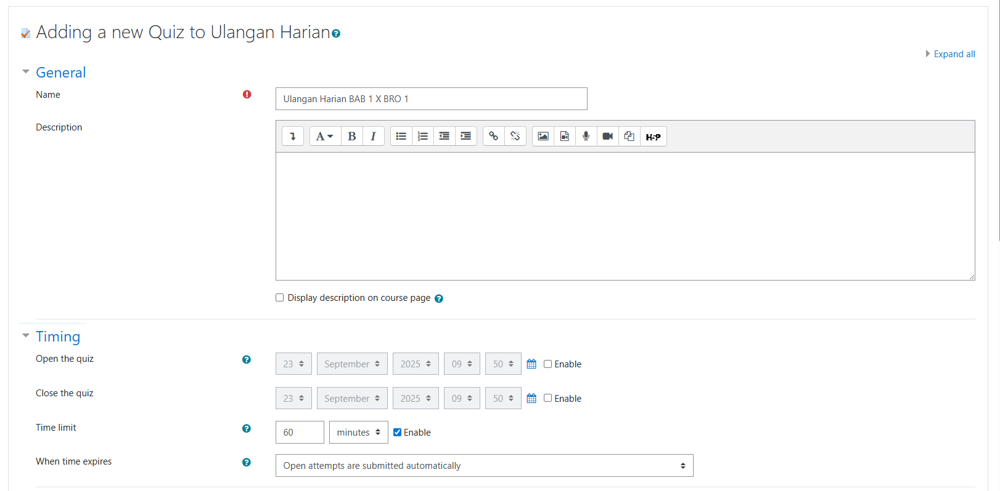 Adding a new Quiz to Ulangan Harian
Expand all
General
Name
Ulangan Harian BAB 1 X BRO 1
Description
A B I H5P
Display description on course page
Timing
Open the quiz 23 September 2025 09 50 Enable
Close the quiz 23 September 2025 09 50 Enable
Time limit 60 minutes Enable
When time expires Open attempts are submitted automatically